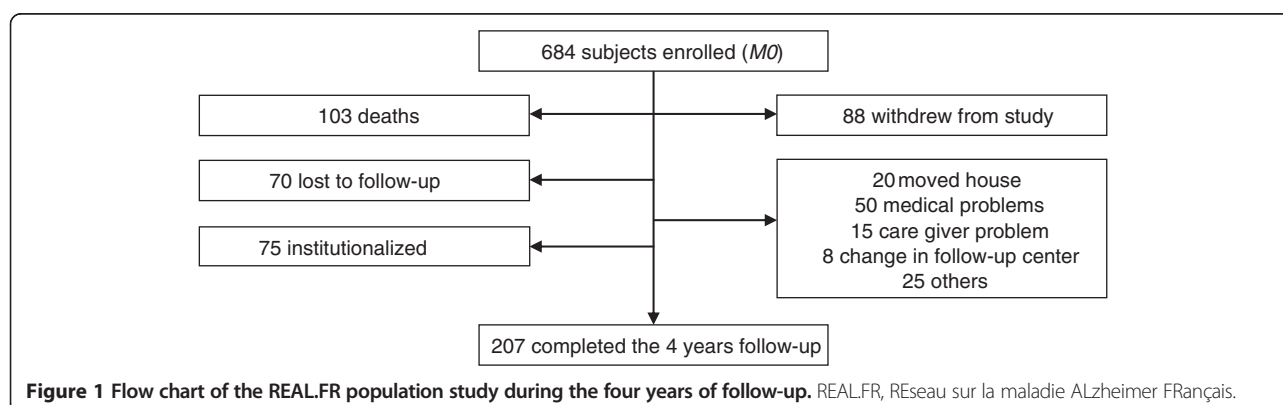 684 subjects enrolled (M0)
103 deaths
88 withdrew from study
70 lost to follow-up
20 moved house
50 medical problems
15 care giver problem
8 change in follow-up center
25 others
75 institutionalized
207 completed the 4 years follow-up
Figure 1 Flow chart of the REAL.FR population study during the four years of follow-up. REAL.FR, REseau sur la maladie ALzheimer FRançais.